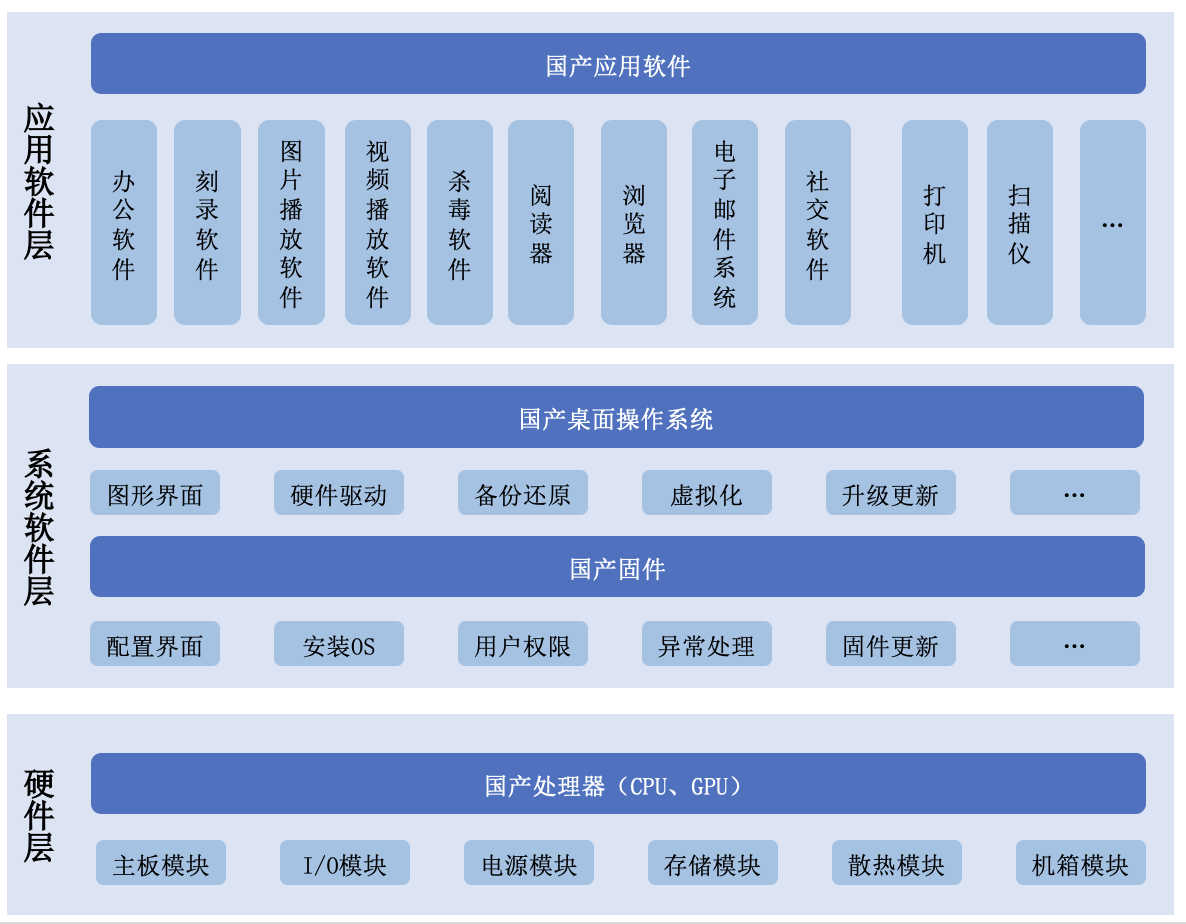 应用软件层
国产应用软件
办公软件
刻录软件
图片播放软件
视频播放软件
杀毒软件
阅读器
浏览器
电子邮件系统
社交软件
打印机
扫描仪
…
系统软件层
国产桌面操作系统
图形界面
硬件驱动
备份还原
虚拟化
升级更新
…
国产固件
配置界面
安装OS
用户权限
异常处理
固件更新
…
硬件层
国产处理器（CPU、GPU）
主板模块
I/O模块
电源模块
存储模块
散热模块
机箱模块